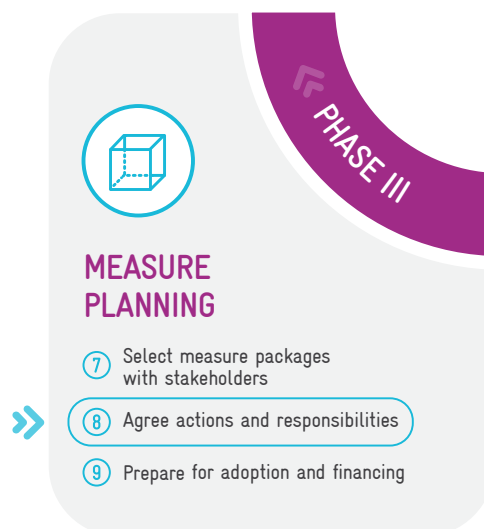 PHASE III
MEASURE
PLANNING
7 Select measure packages
with stakeholders
8 Agree actions and responsibilities
9 Prepare for adoption and financing